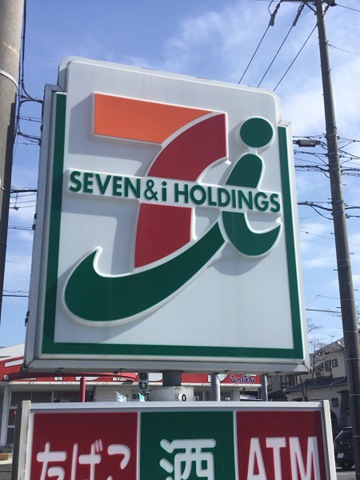 SEVEN & i HOLDINGS
たばこ
酒
ATM